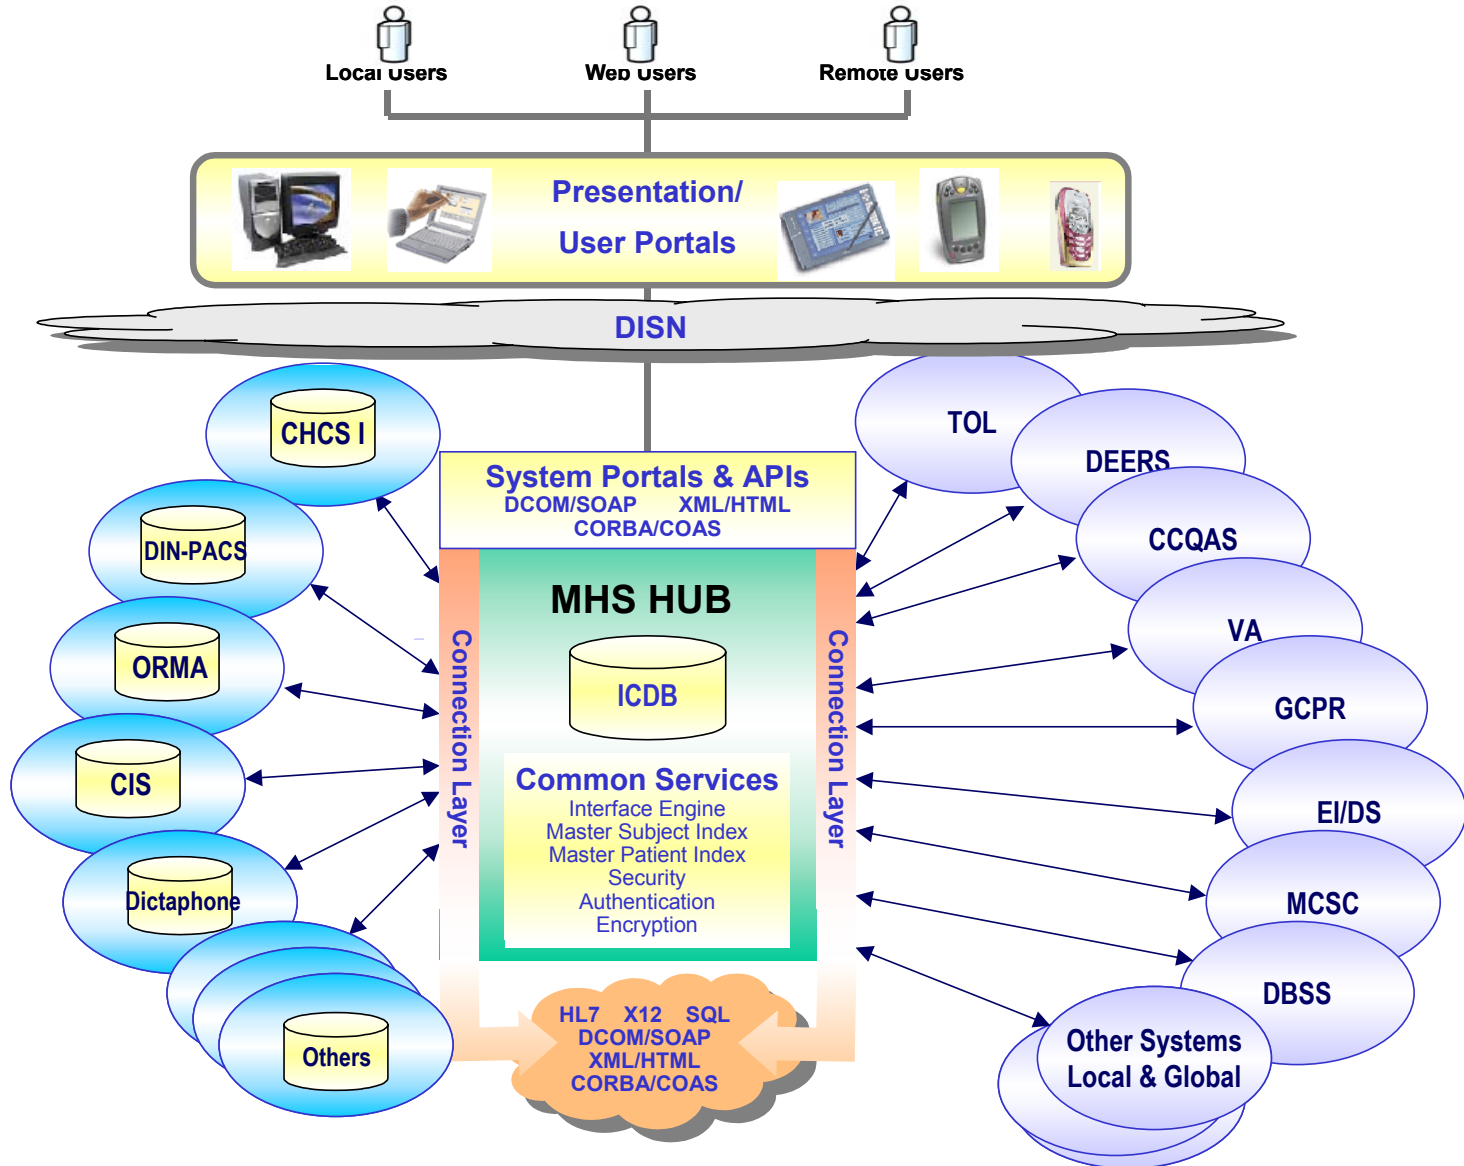 Local Users
Web Users
Remote Users
Presentation/
User Portals
DISN
CHCS I
DIN-PACS
ORMA
CIS
Dictaphone
Others
System Portals & APIs
DCOM/SOAP XML/HTML
CORBA/COAS
MHS HUB
ICDB
Connection Layer
Connection Layer
Common Services
Interface Engine
Master Subject Index
Master Patient Index
Security
Authentication
Encryption
HL7 X12 SQL
DCOM/SOAP
XML/HTML
CORBA/COAS
TOL
DEERS
CCQAS
VA
GCPR
EI/DS
MCSC
DBSS
Other Systems
Local & Global